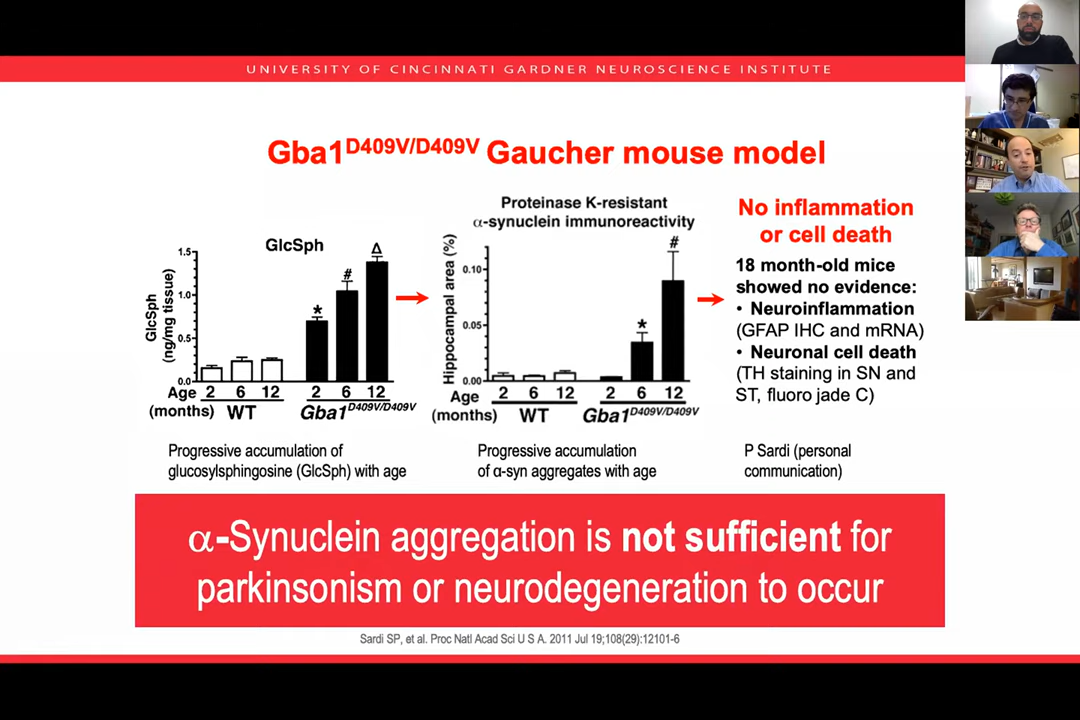 UNIVERSITY OF CINCINNATI GARDNER NEUROSCIENCE INSTITUTE
Gba1D409V/D409V Gaucher mouse model
GlcSph
GlcSph
(ng/mg tissue)
1.5
1.0
0.5
0.0
* # Δ
Age 2 6 12 2 6 12
(months) WT Gba1D409V/D409V
Progressive accumulation of
glucosylsphingosine (GlcSph) with age
Proteinase K-resistant
α-synuclein immunoreactivity
Hippocampal area (%)
0.10
0.05
0.00
* #
Age 2 6 12 2 6 12
(months) WT Gba1D409V/D409V
Progressive accumulation
of α-syn aggregates with age
No inflammation
or cell death
18 month-old mice
showed no evidence:
• Neuroinflammation
(GFAP IHC and mRNA)
• Neuronal cell death
(TH staining in SN and
ST, fluoro jade C)
P Sardi (personal
communication)
α-Synuclein aggregation is not sufficient for
parkinsonism or neurodegeneration to occur
Sardi SP, et al. Proc Natl Acad Sci U S A. 2011 Jul 19;108(29):12101-6